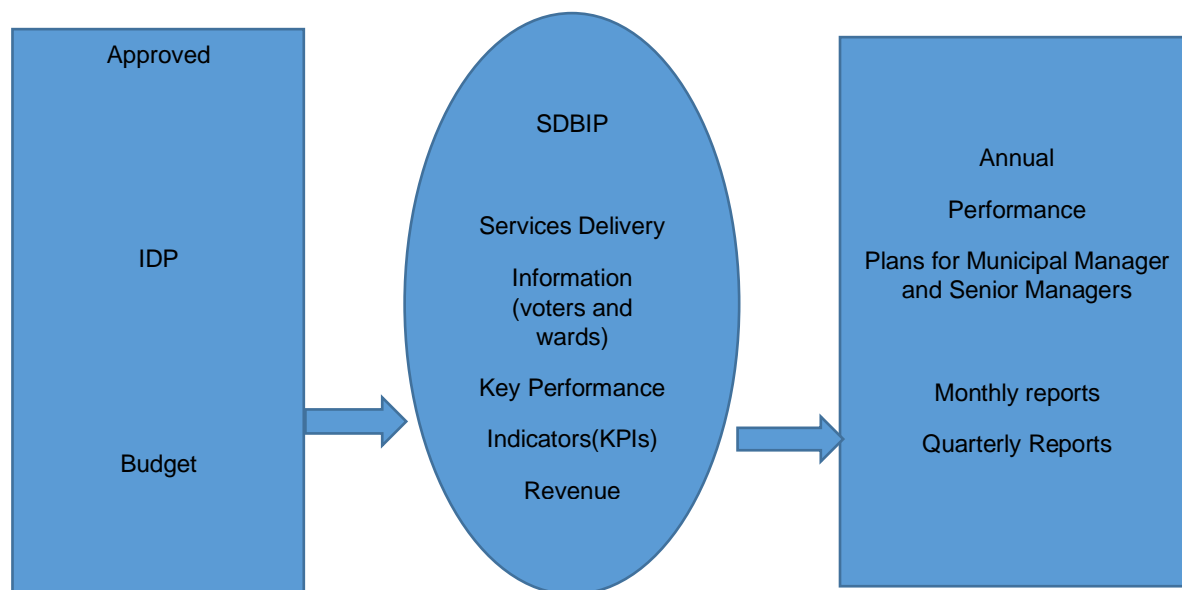 Approved
IDP
Budget
SDBIP
Services Delivery
Information
(voters and
wards)
Key Performance
Indicators(KPIs)
Revenue
Annual
Performance
Plans for Municipal Manager
and Senior Managers
Monthly reports
Quarterly Reports